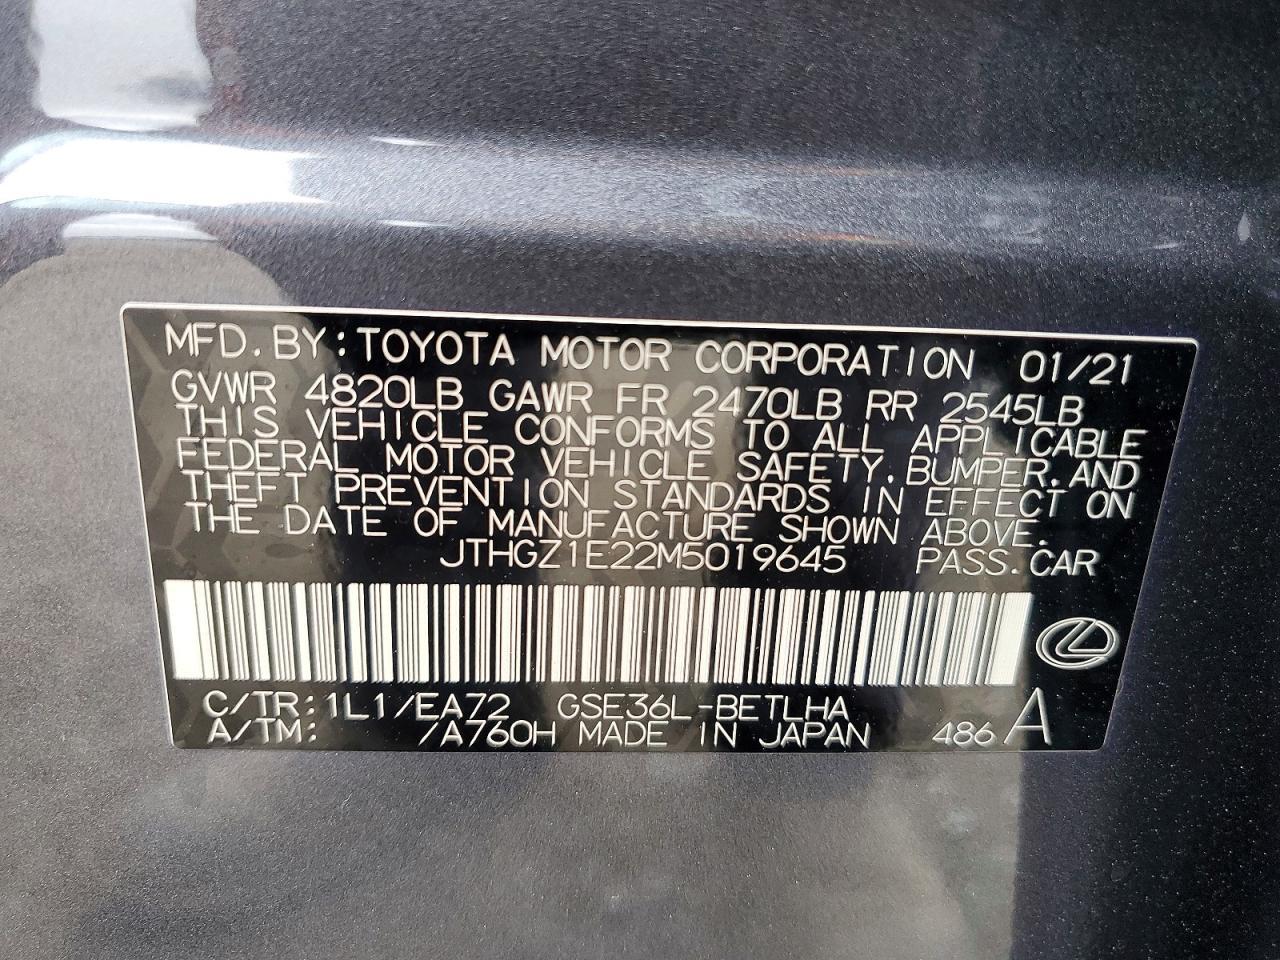 MFD. BY: TOYOTA MOTOR CORPORATION 01/21
GVWR 4820LB GAWR FR 2470LB RR 2545LB
THIS VEHICLE CONFORMS TO ALL APPLICABLE
FEDERAL MOTOR VEHICLE SAFETY, BUMPER, AND
THEFT PREVENTION STANDARDS IN EFFECT ON
THE DATE OF MANUFACTURE SHOWN ABOVE.
JTHGZ1E22M5019645 PASS. CAR
C/TR: 1L1/EA72 GSE36L-BETLHA
A/TM: /A760H MADE IN JAPAN 486 A